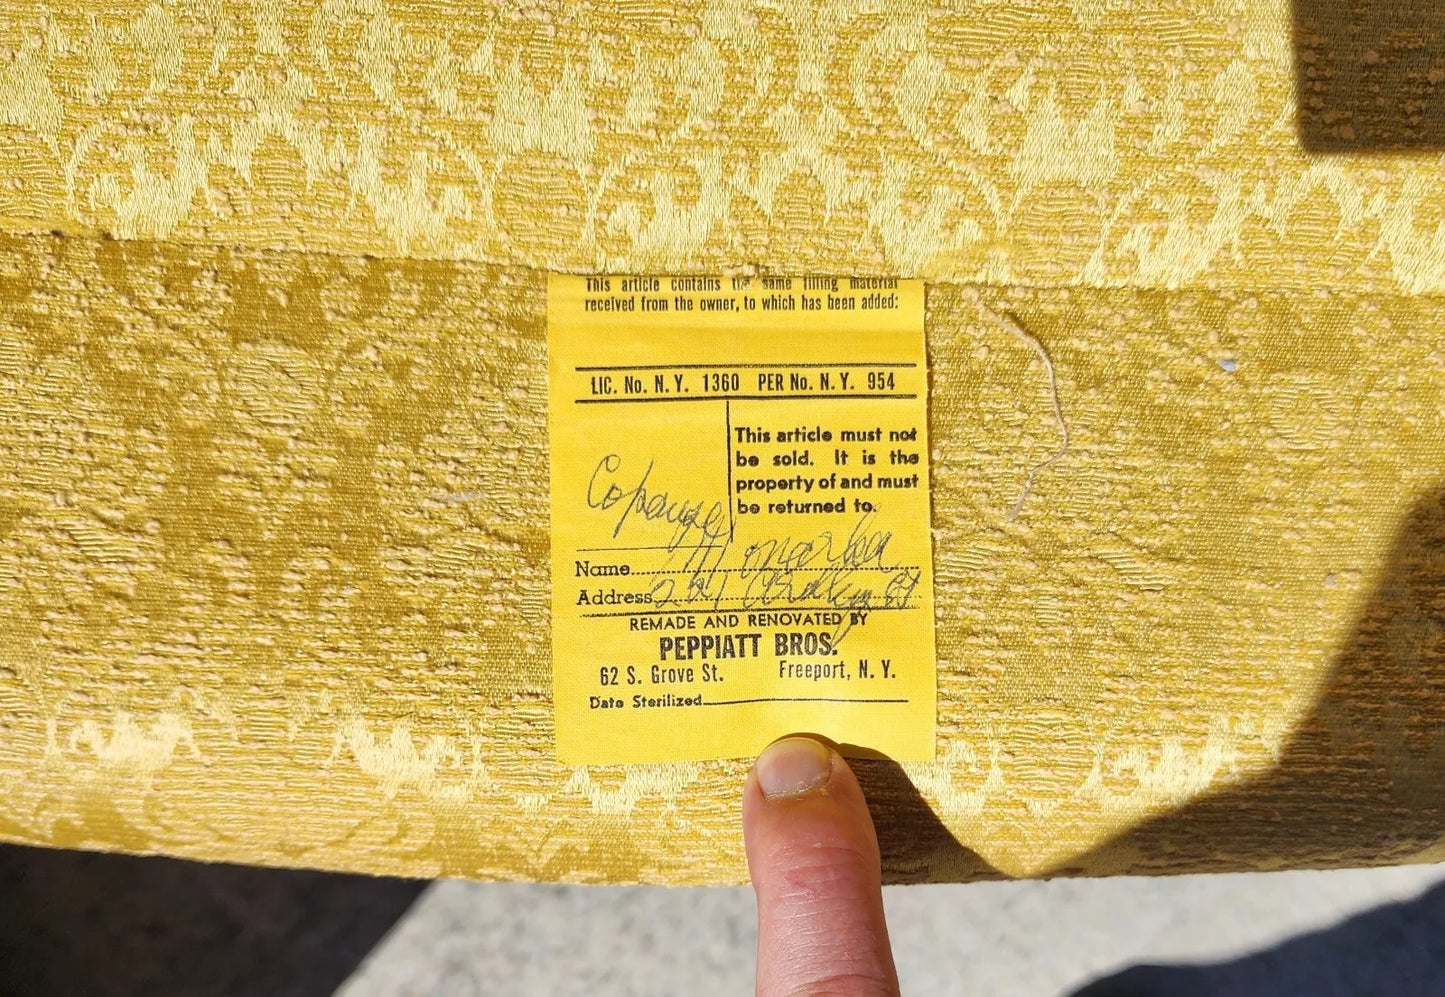 This article contains the same filling material
received from the owner, to which has been added:
LIC. No. N. Y. 1360 PER No. N. Y. 954
This article must not
be sold. It is the
property of and must
be returned to.
Name
Address 221 St
REMADE AND RENOVATED BY
PEPPIATT BROS.
62 S. Grove St. Freeport, N. Y.
Date Sterilized